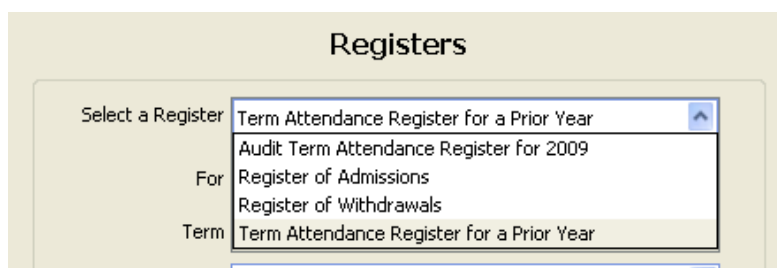 Registers
Select a Register Term Attendance Register for a Prior Year
Audit Term Attendance Register for 2009
For Register of Admissions
Register of Withdrawals
Term Term Attendance Register for a Prior Year